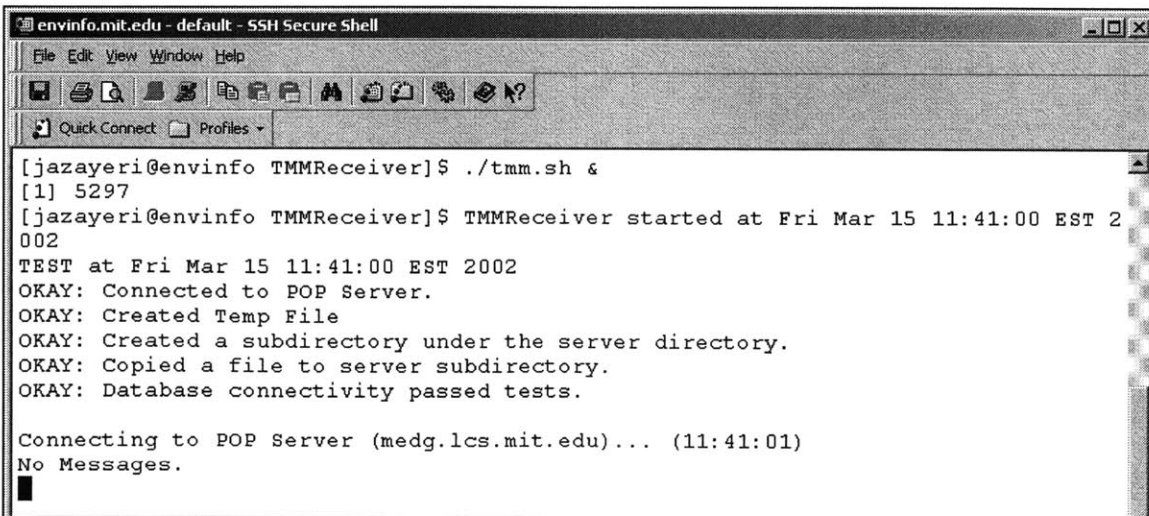 envinfo.mit.edu - default - SSH Secure Shell
File Edit View Window Help
Quick Connect Profiles
[jazayeri@envinfo TMMReceiver]$ ./tmm.sh &
[1] 5297
[jazayeri@envinfo TMMReceiver]$ TMMReceiver started at Fri Mar 15 11:41:00 EST 2
002
TEST at Fri Mar 15 11:41:00 EST 2002
OKAY: Connected to POP Server.
OKAY: Created Temp File
OKAY: Created a subdirectory under the server directory.
OKAY: Copied a file to server subdirectory.
OKAY: Database connectivity passed tests.
Connecting to POP Server (medg.lcs.mit.edu)... (11:41:01)
No Messages.